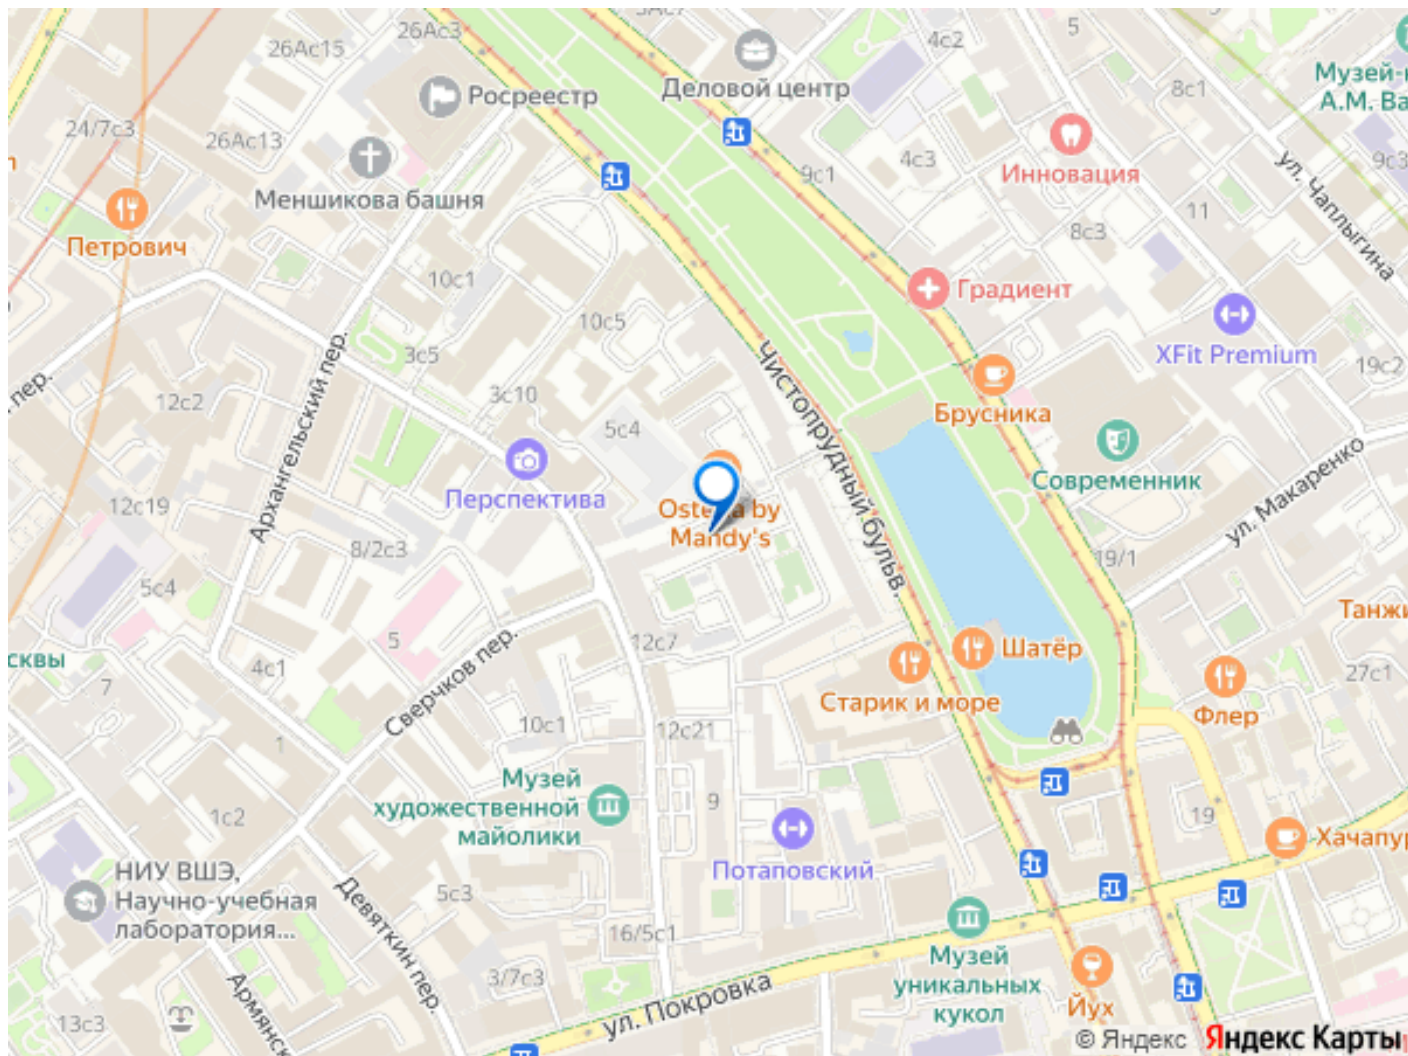 26Ас3
5
4с2
26Ас15
Деловой центр
Музей-
А.М. Ва
8с1
Росреестр
24/7с3
26Ас13
4с3
9с3
9с1
Инновация
ул. Чаплыгина
Меншикова башня
11
Петрович
8с3
10с1
Градиент
10с5
Чистопрудный бульв.
XFit Premium
3с5
19с2
пер.
Архангельский пер.
3с10
12с2
Брусника
5с4
Современник
ул. Макаренко
Перспектива
12с19
Osteria by
Mandy's
8/2с3
19/1
5с4
Танжи
5
12с7
Шатёр
сквы
4с1
27с1
7
Сверчков пер.
Старик и море
Флер
10с1
12с21
1
Музей
художественной
майолики
9
19
1с2
Хачапур
Потаповский
НИУ ВШЭ,
Научно-учебная
лаборатория...
Девяткин пер.
5с3
16/5с1
Музей
уникальных
кукол
3/7с3
ул. Покровка
Йух
Армянск
13с3
© Яндекс Яндекс Карты